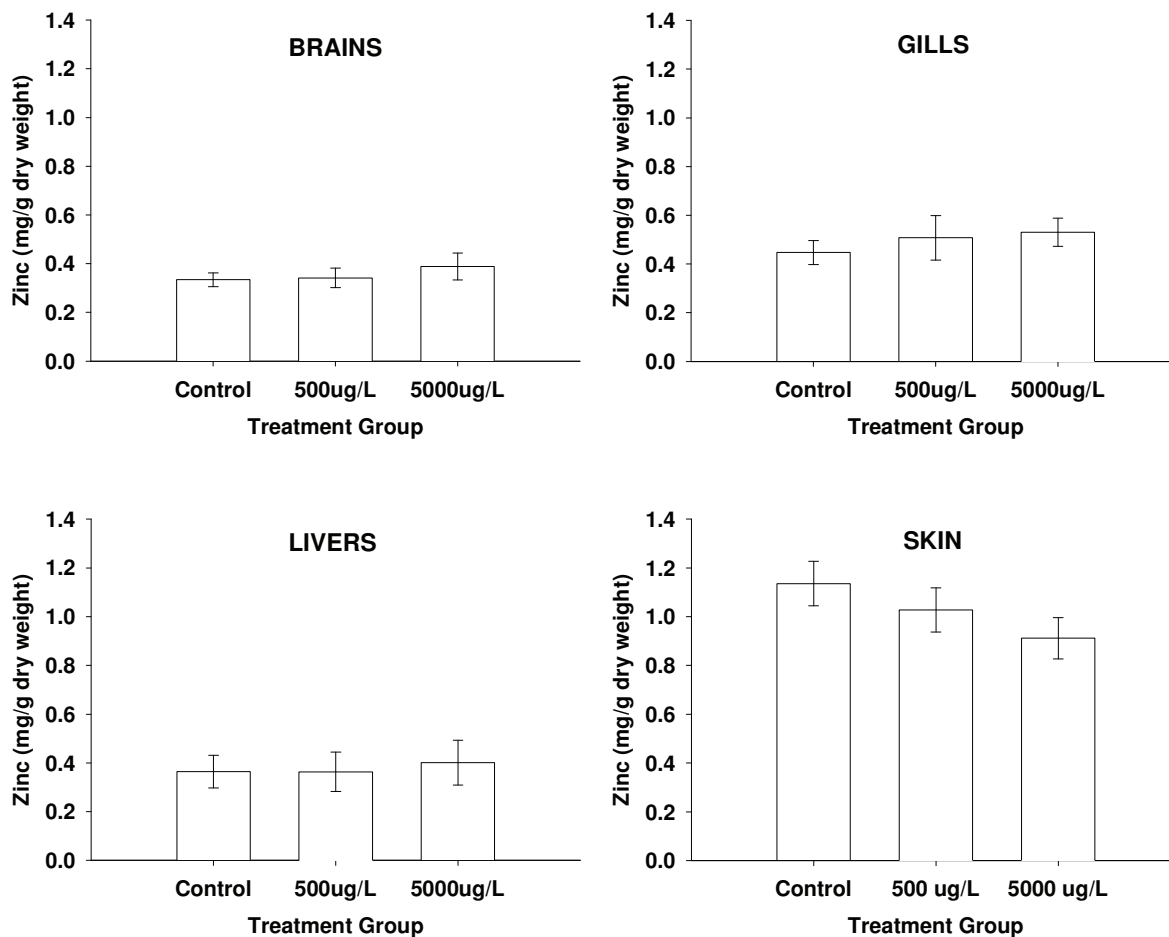 BRAINS
Zinc (mg/g dry weight)
1.4
1.2
1.0
0.8
0.6
0.4
0.2
0.0
Control 500ug/L 5000ug/L
Treatment Group
GILLS
Zinc (mg/g dry weight)
1.4
1.2
1.0
0.8
0.6
0.4
0.2
0.0
Control 500ug/L 5000ug/L
Treatment Group
LIVERS
Zinc (mg/g dry weight)
1.4
1.2
1.0
0.8
0.6
0.4
0.2
0.0
Control 500ug/L 5000ug/L
Treatment Group
SKIN
Zinc (mg/g dry weight)
1.4
1.2
1.0
0.8
0.6
0.4
0.2
0.0
Control 500 ug/L 5000 ug/L
Treatment Group